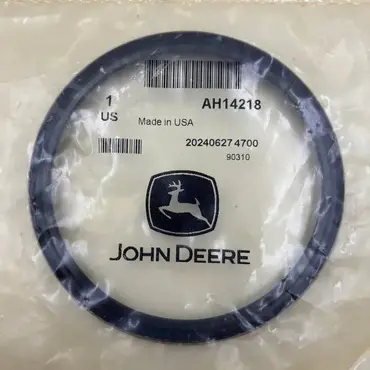 1 AH14218
US Made in USA
20240627 4700
90310
JOHN DEERE